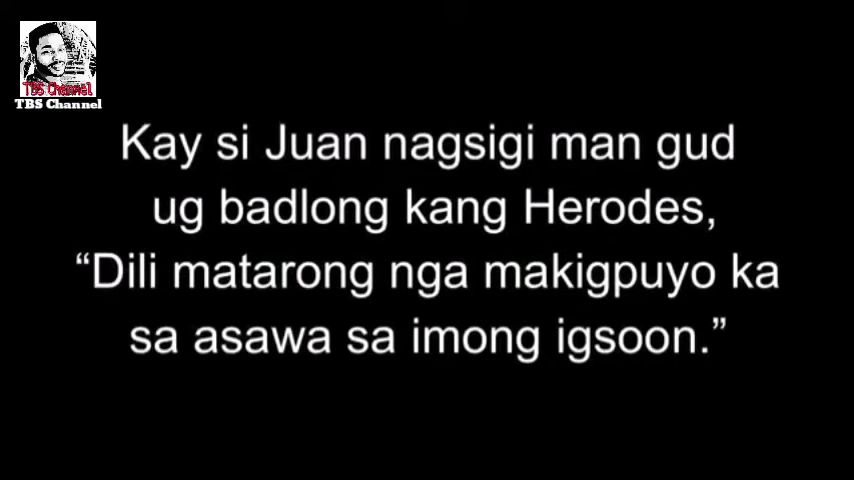 TBS Channel
TBS Channel
Kay si Juan nagsigi man gud
ug badlong kang Herodes,
“Dili matarong nga makigpuyo ka
sa asawa sa imong igsoon.”